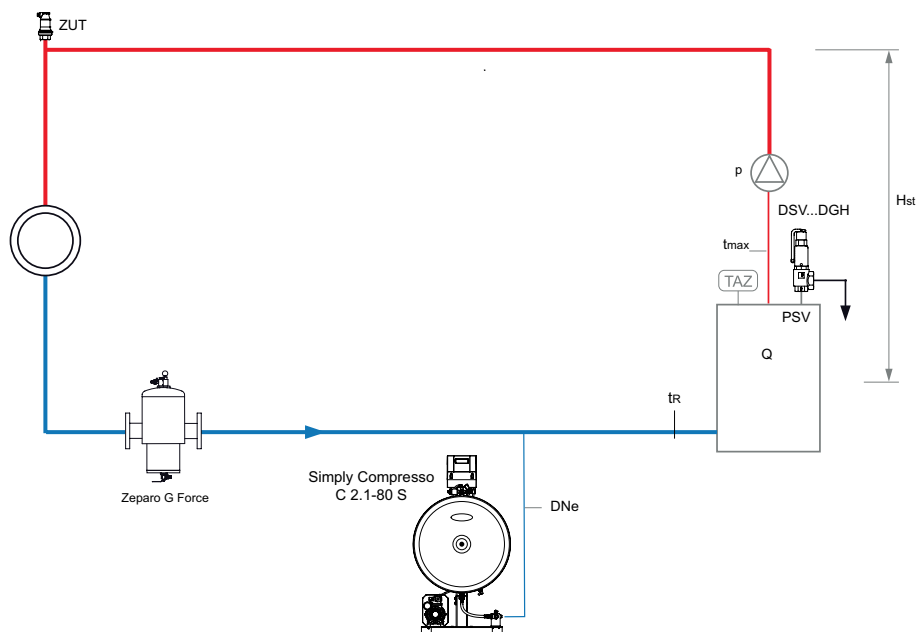 ZUT
p
Hst
DSV...DGH
tmax
TAZ
PSV
Q
tR
Simply Compresso
C 2.1-80 S
Zeparo G Force
DNe